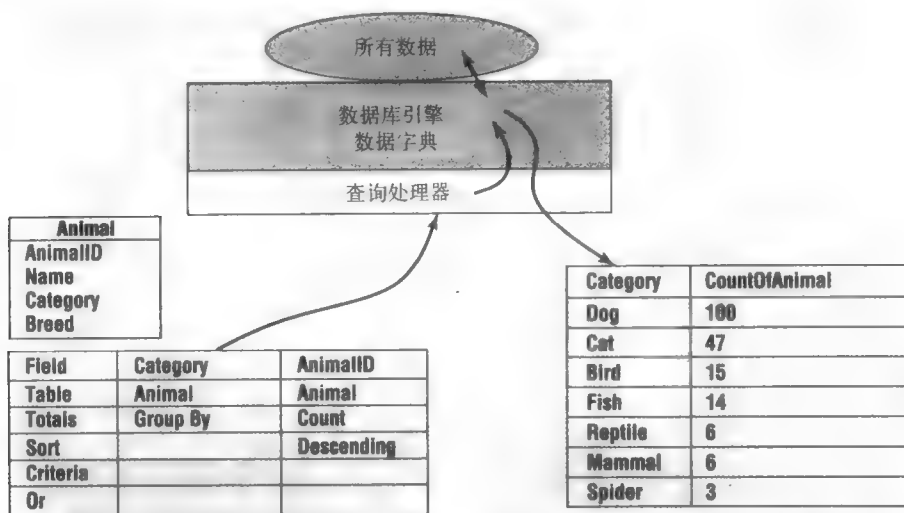 所有数据
数据库引擎
数据字典
查询处理器
Animal
AnimalID
Name
Category
Breed
Field Category AnimalID
Table Animal Animal
Totals Group By Count
Sort Descending
Criteria
Or
Category CountOfAnimal
Dog 100
Cat 47
Bird 15
Fish 14
Reptile 6
Mammal 6
Spider 3